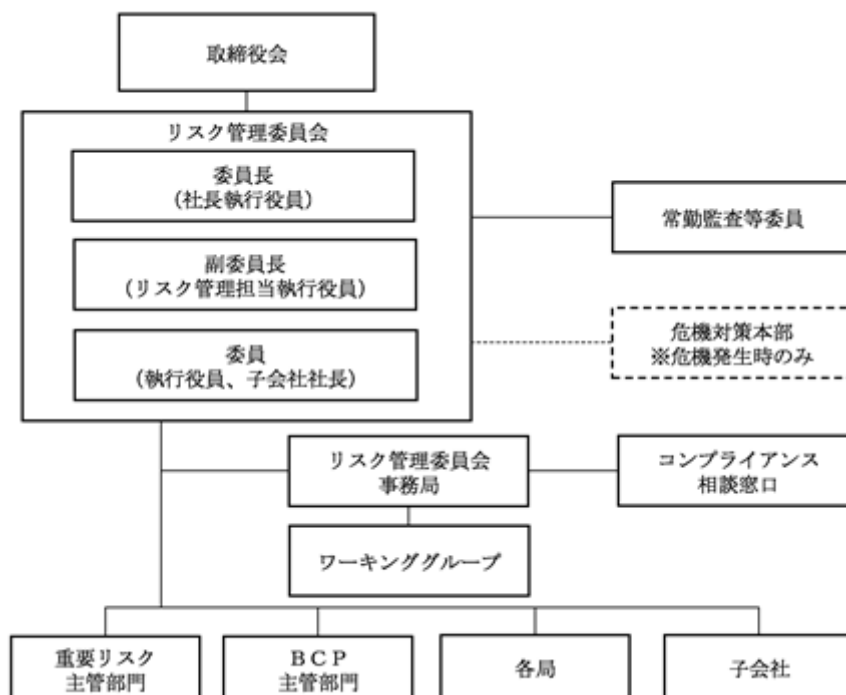 取締役会
リスク管理委員会
委員長
(社長執行役員)
副委員長
(リスク管理担当執行役員)
委員
(執行役員、子会社社長)
常勤監査等委員
危機対策本部
※危機発生時のみ
リスク管理委員会
事務局
コンプライアンス
相談窓口
ワーキンググループ
重要リスク
主管部門
BCP
主管部門
各局
子会社